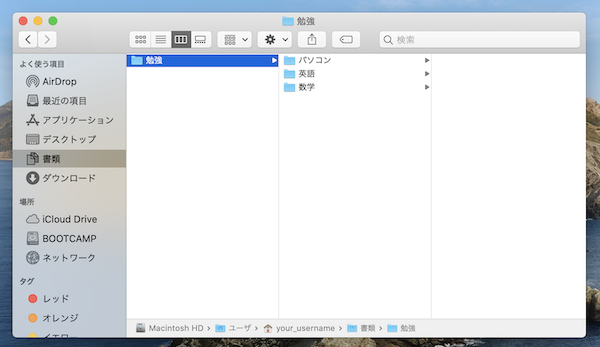 勉強
検索
よく使う項目
AirDrop
最近の項目
アプリケーション
デスクトップ
書類
ダウンロード
場所
iCloud Drive
BOOTCAMP
ネットワーク
タグ
レッド
オレンジ
イエロー
勉強
パソコン
英語
数学
Macintosh HD › ユーザ › your_username › 書類 › 勉強